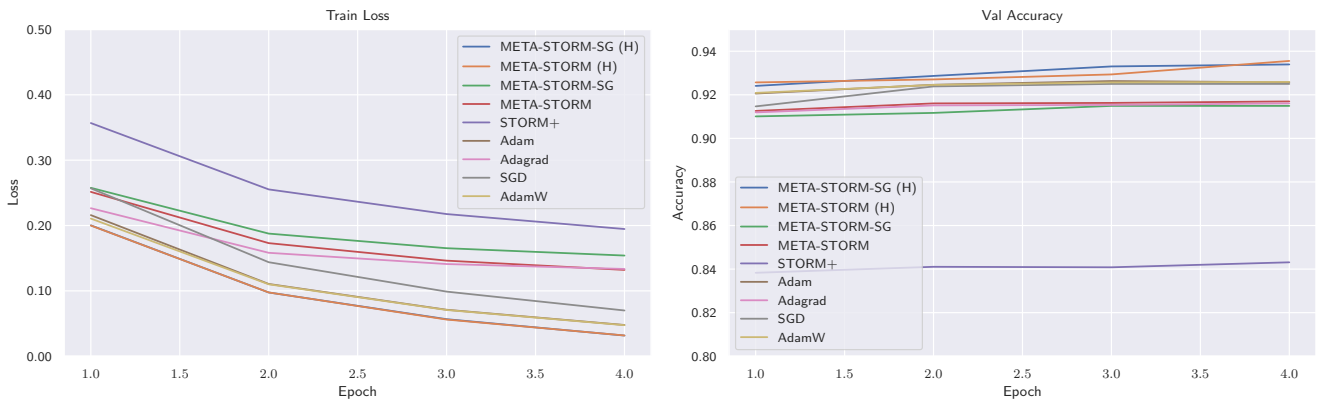 Train Loss
0.50
0.40
0.30
0.20
0.10
0.00
Loss
1.0 1.5 2.0 2.5 3.0 3.5 4.0
Epoch
META-STORM-SG (H)
META-STORM (H)
META-STORM-SG
META-STORM
STORM+
Adam
Adagrad
SGD
AdamW
Val Accuracy
0.94
0.92
0.90
0.88
0.86
0.84
0.82
0.80
Accuracy
1.0 1.5 2.0 2.5 3.0 3.5 4.0
Epoch
META-STORM-SG (H)
META-STORM (H)
META-STORM-SG
META-STORM
STORM+
Adam
Adagrad
SGD
AdamW